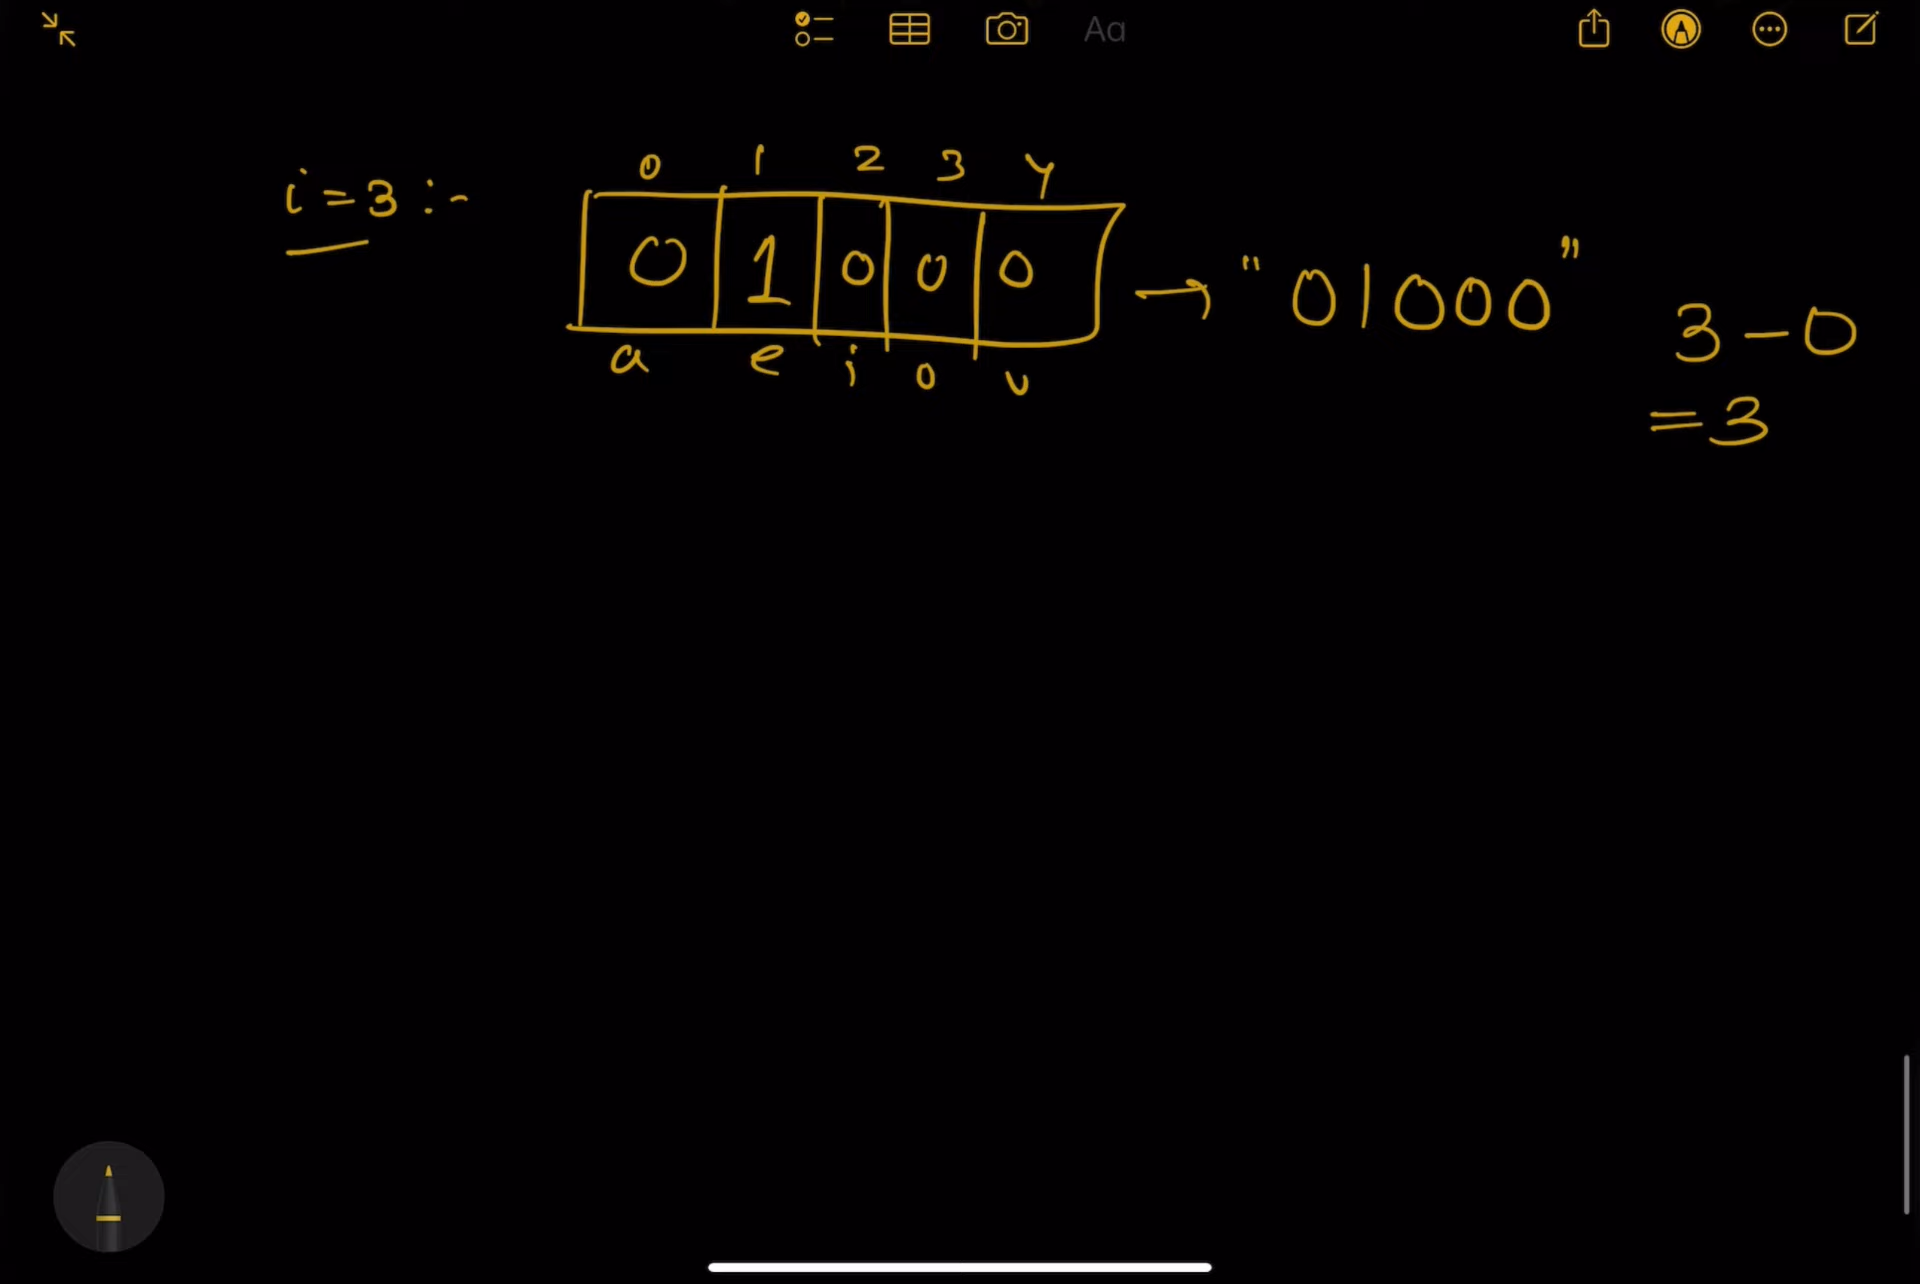 Aa
0 1 2 3 4
i = 3 :-
0 1 0 0 0 → "01000"
a e i o u
3 - 0
= 3